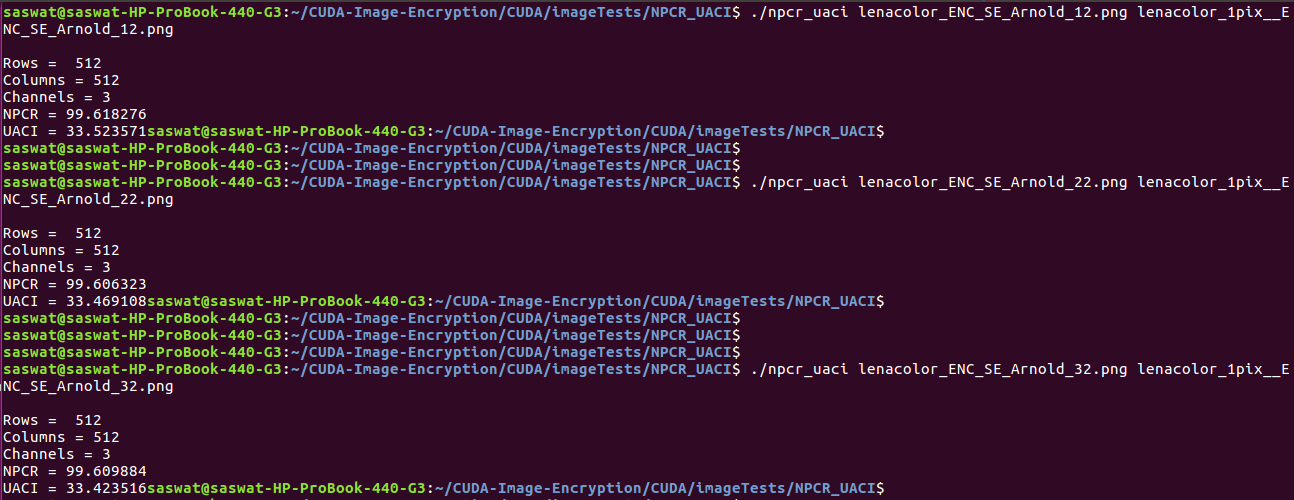 saswat@saswat-HP-ProBook-440-G3:~/CUDA-Image-Encryption/CUDA/imageTests/NPCR_UACI$ ./npcr_uaci lenacolor_ENC_SE_Arnold_12.png lenacolor_1pix__E
NC_SE_Arnold_12.png
Rows =  512
Columns = 512
Channels = 3
NPCR = 99.618276
UACI = 33.523571saswat@saswat-HP-ProBook-440-G3:~/CUDA-Image-Encryption/CUDA/imageTests/NPCR_UACI$
saswat@saswat-HP-ProBook-440-G3:~/CUDA-Image-Encryption/CUDA/imageTests/NPCR_UACI$
saswat@saswat-HP-ProBook-440-G3:~/CUDA-Image-Encryption/CUDA/imageTests/NPCR_UACI$
saswat@saswat-HP-ProBook-440-G3:~/CUDA-Image-Encryption/CUDA/imageTests/NPCR_UACI$ ./npcr_uaci lenacolor_ENC_SE_Arnold_22.png lenacolor_1pix__E
NC_SE_Arnold_22.png
Rows =  512
Columns = 512
Channels = 3
NPCR = 99.606323
UACI = 33.469108saswat@saswat-HP-ProBook-440-G3:~/CUDA-Image-Encryption/CUDA/imageTests/NPCR_UACI$
saswat@saswat-HP-ProBook-440-G3:~/CUDA-Image-Encryption/CUDA/imageTests/NPCR_UACI$
saswat@saswat-HP-ProBook-440-G3:~/CUDA-Image-Encryption/CUDA/imageTests/NPCR_UACI$
saswat@saswat-HP-ProBook-440-G3:~/CUDA-Image-Encryption/CUDA/imageTests/NPCR_UACI$
saswat@saswat-HP-ProBook-440-G3:~/CUDA-Image-Encryption/CUDA/imageTests/NPCR_UACI$ ./npcr_uaci lenacolor_ENC_SE_Arnold_32.png lenacolor_1pix__E
NC_SE_Arnold_32.png
Rows =  512
Columns = 512
Channels = 3
NPCR = 99.609884
UACI = 33.423516saswat@saswat-HP-ProBook-440-G3:~/CUDA-Image-Encryption/CUDA/imageTests/NPCR_UACI$